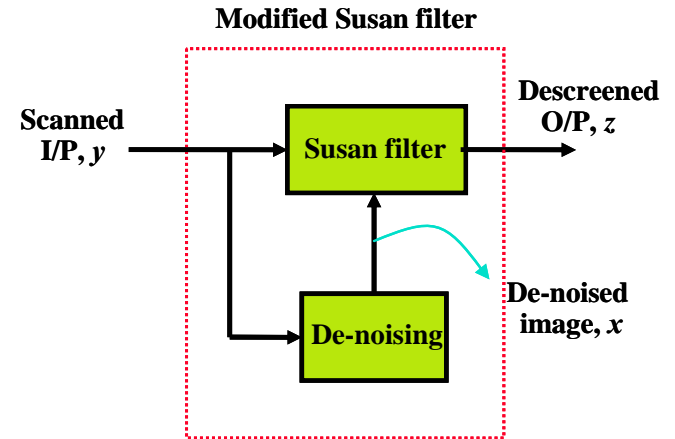 Modified Susan filter
Scanned
I/P, y
Susan filter
Descreened
O/P, z
De-noising
De-noised
image, x